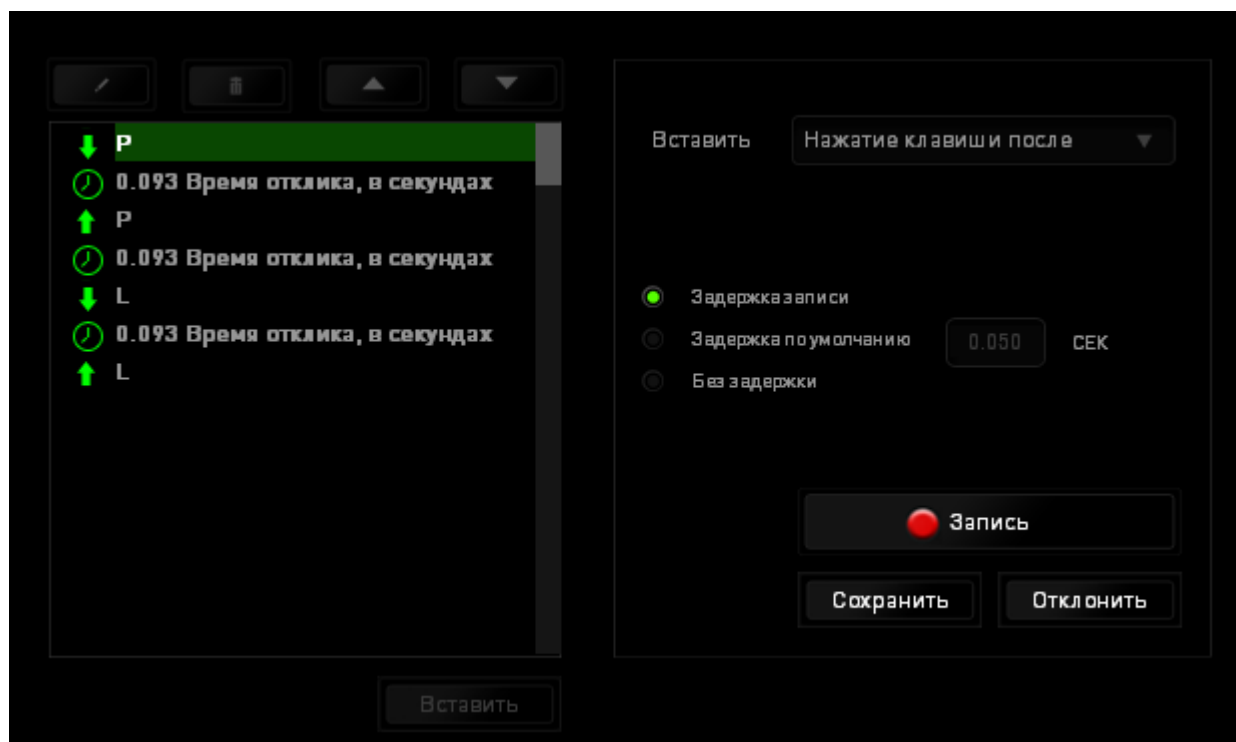 P
0.093 Время отклика, в секундах
P
0.093 Время отклика, в секундах
L
0.093 Время отклика, в секундах
L
Вставить
Вставить Нажатие клавиши после
Задержка записи
Задержка по умолчанию 0.050 СЕК
Без задержки
Запись
Сохранить Отклонить